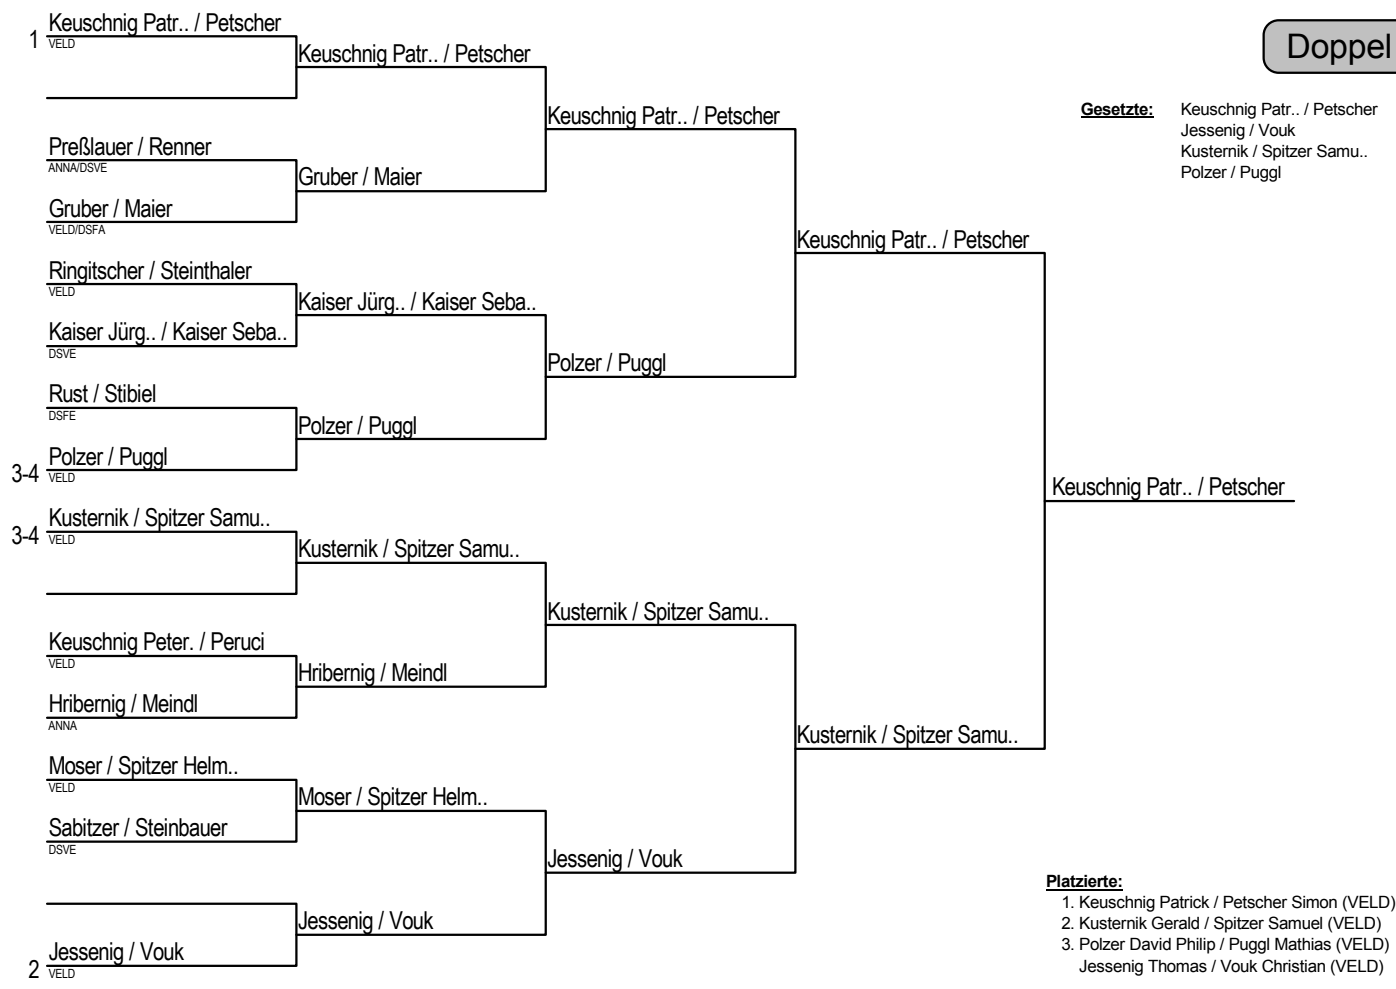 Doppel
Gesetzte: Keuschnig Patr.. / Petscher
Jessenig / Vouk
Kusternik / Spitzer Samu..
Polzer / Puggl
1 Keuschnig Patr.. / Petscher
VELD
Preßlauer / Renner
ANNA/DSVE
Gruber / Maier
VELD/DSFA
Ringitscher / Steinthaler
VELD
Kaiser Jürg.. / Kaiser Seba..
DSVE
Rust / Stibiel
DSFE
3-4 Polzer / Puggl
VELD
3-4 Kusternik / Spitzer Samu..
VELD
Keuschnig Peter. / Peruci
VELD
Hribernig / Meindl
ANNA
Moser / Spitzer Helm..
VELD
Sabitzer / Steinbauer
DSVE
2 Jessenig / Vouk
VELD
Keuschnig Patr.. / Petscher
Gruber / Maier
Kaiser Jürg.. / Kaiser Seba..
Polzer / Puggl
Kusternik / Spitzer Samu..
Hribernig / Meindl
Moser / Spitzer Helm..
Jessenig / Vouk
Keuschnig Patr.. / Petscher
Polzer / Puggl
Kusternik / Spitzer Samu..
Jessenig / Vouk
Keuschnig Patr.. / Petscher
Kusternik / Spitzer Samu..
Keuschnig Patr.. / Petscher
Platzierte:
1. Keuschnig Patrick / Petscher Simon (VELD)
2. Kusternik Gerald / Spitzer Samuel (VELD)
3. Polzer David Philip / Puggl Mathias (VELD)
Jessenig Thomas / Vouk Christian (VELD)